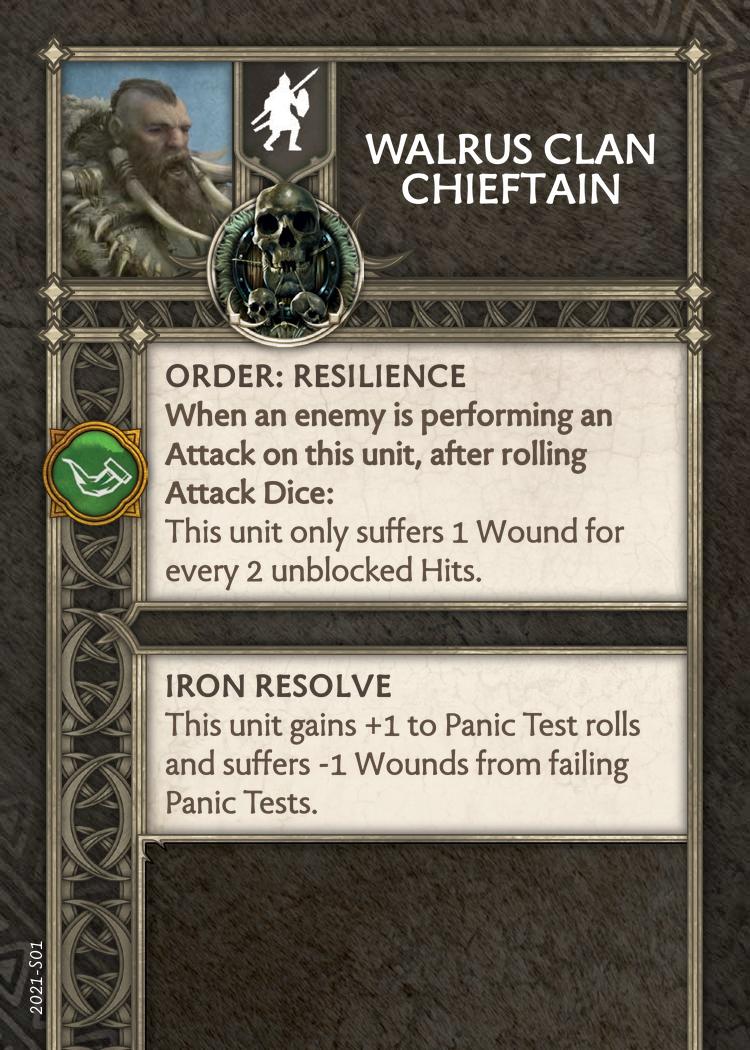 WALRUS CLAN
CHIEFTAIN
ORDER: RESILIENCE
When an enemy is performing an
Attack on this unit, after rolling
Attack Dice:
This unit only suffers 1 Wound for
every 2 unblocked Hits.
IRON RESOLVE
This unit gains +1 to Panic Test rolls
and suffers -1 Wounds from failing
Panic Tests.
2021-S01